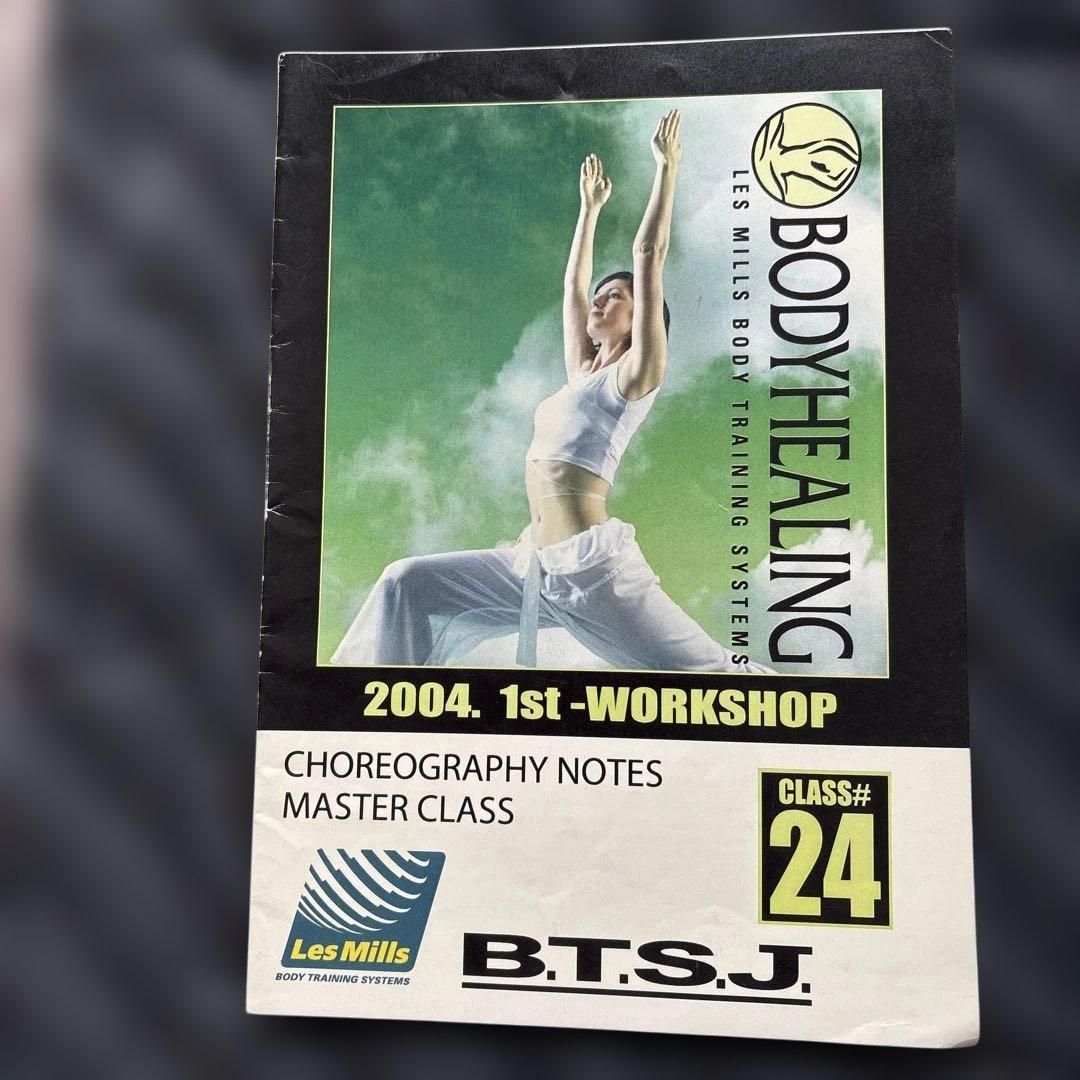 BODYHEALING
LES MILLS BODY TRAINING SYSTEMS
2004. 1st -WORKSHOP
CHOREOGRAPHY NOTES
MASTER CLASS
CLASS#
24
Les Mills
BODY TRAINING SYSTEMS
B.T.S.J.